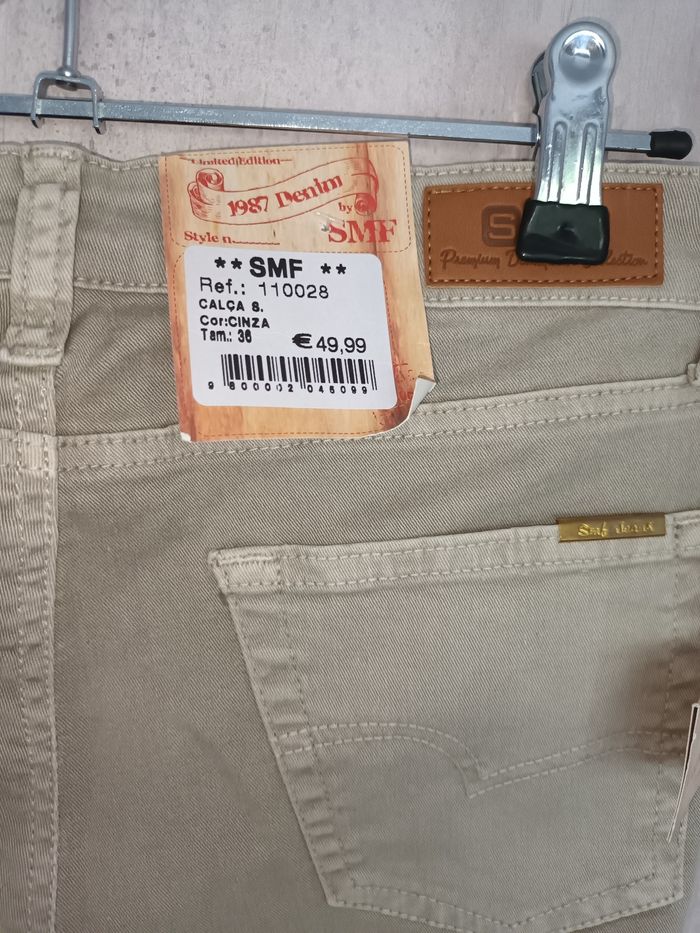 Limited Edition
1987 Denim
by
SMF
Style n.
** SMF **
Ref.: 110028
CALÇA S.
Cor:CINZA
Tam.: 36
€ 49,99
9 800002 045099
S
Premium
Smf Jeans